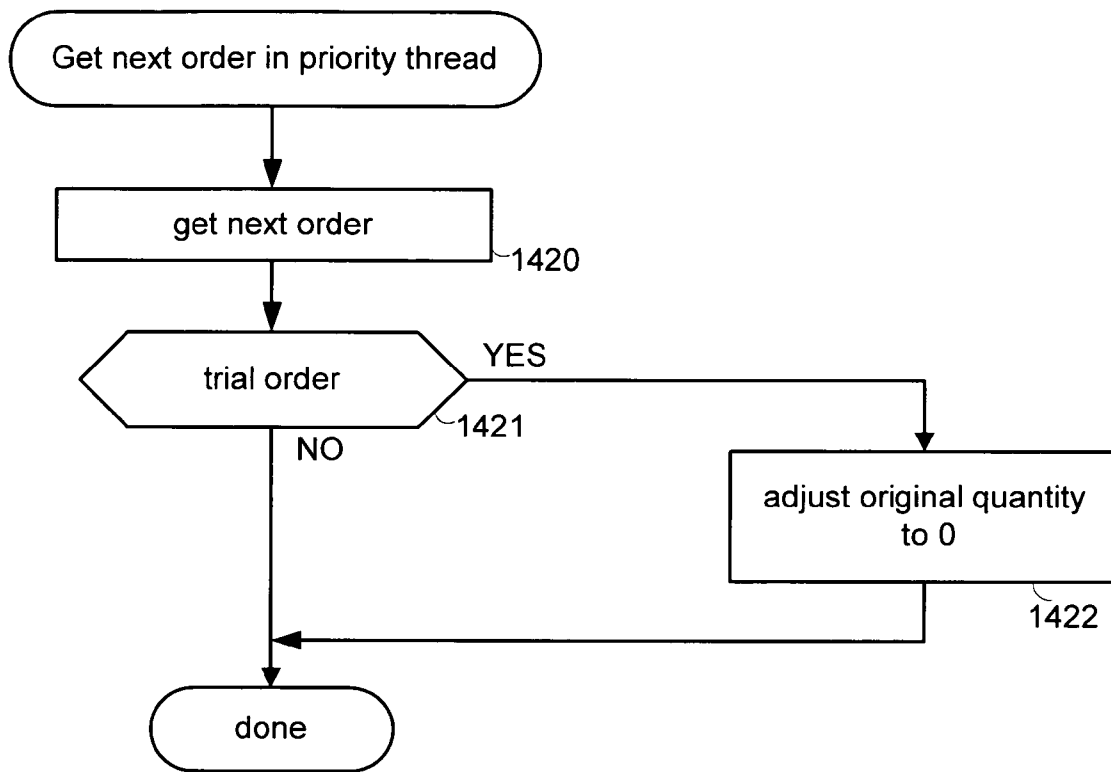 Get next order in priority thread
get next order
1420
trial order
YES
1421
NO
adjust original quantity
to 0
1422
done